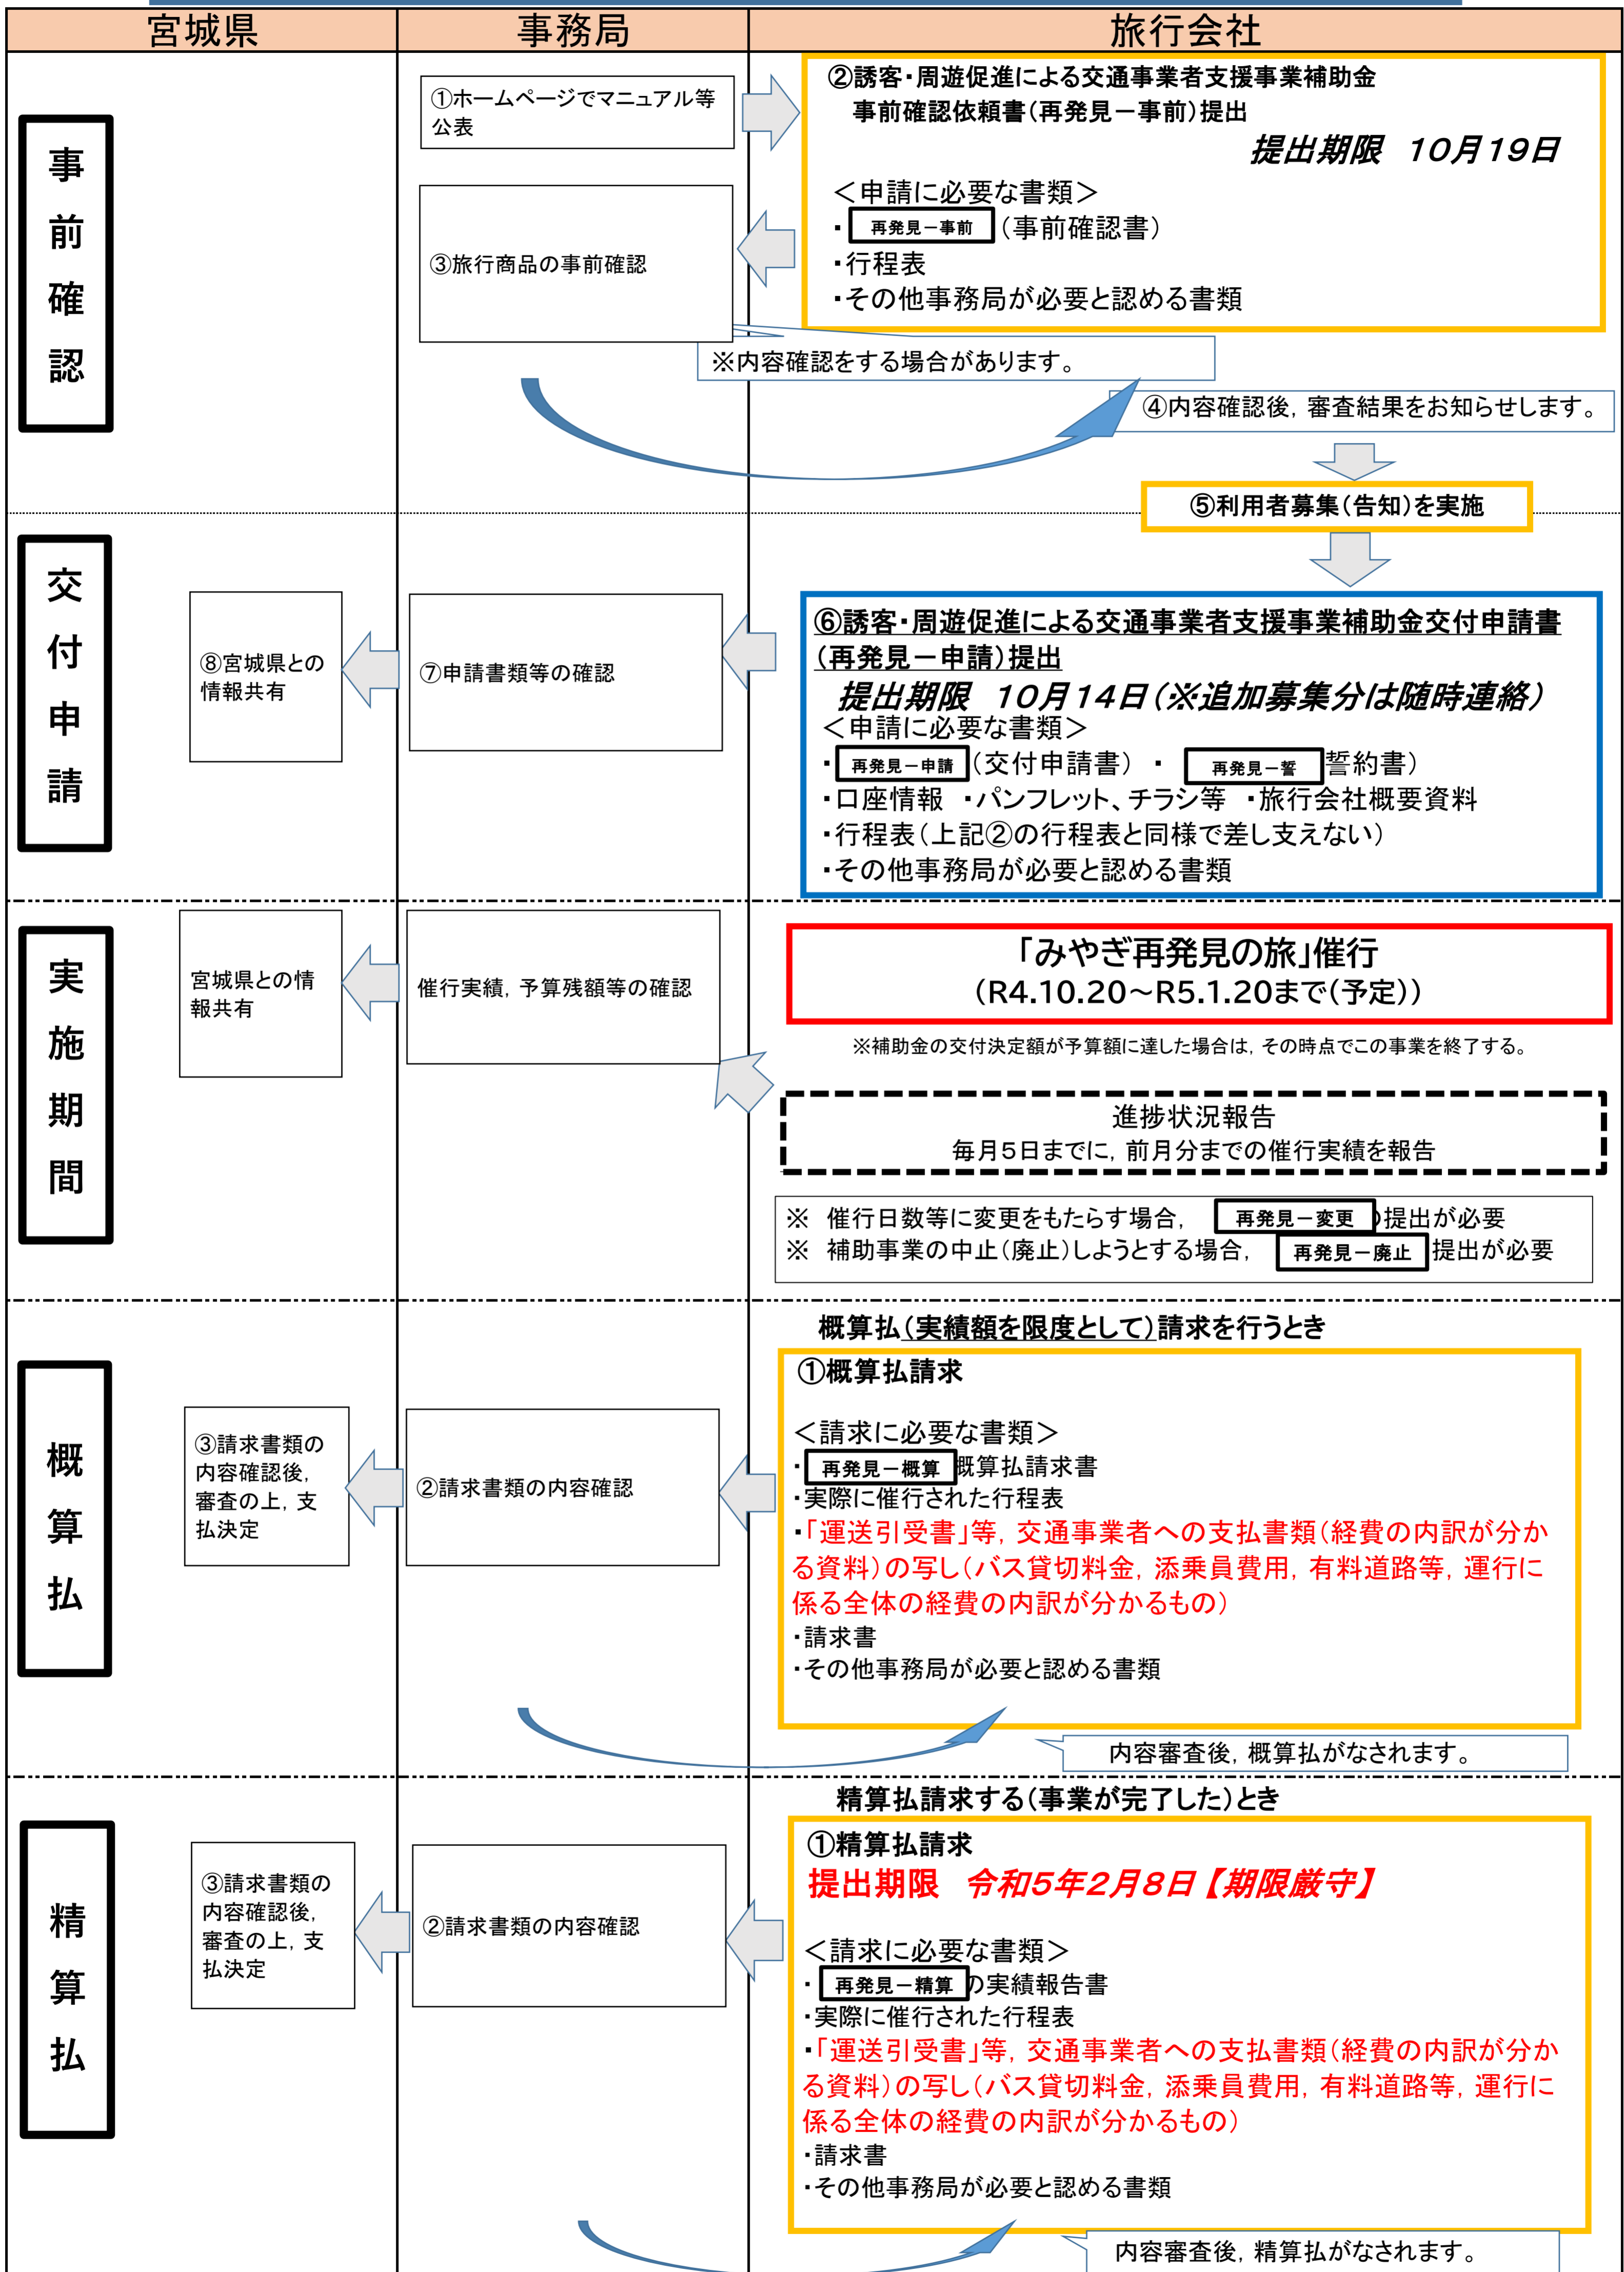 宮城県
事務局
旅行会社
事前確認
①ホームページでマニュアル等
公表
②誘客・周遊促進による交通事業者支援事業補助金
事前確認依頼書(再発見－事前)提出
提出期限　10月19日
＜申請に必要な書類＞
・再発見－事前(事前確認書)
・行程表
・その他事務局が必要と認める書類
③旅行商品の事前確認
※内容確認をする場合があります。
④内容確認後,審査結果をお知らせします。
⑤利用者募集(告知)を実施
交付申請
⑥誘客・周遊促進による交通事業者支援事業補助金交付申請書
(再発見－申請)提出
提出期限　10月14日(※追加募集分は随時連絡)
＜申請に必要な書類＞
・再発見－申請(交付申請書)・再発見－誓 誓約書)
・口座情報 ・パンフレット、チラシ等 ・旅行会社概要資料
・行程表(上記②の行程表と同様で差し支えない)
・その他事務局が必要と認める書類
⑦申請書類等の確認
⑧宮城県との
情報共有
実施期間
「みやぎ再発見の旅」催行
(R4.10.20～R5.1.20まで(予定))
※補助金の交付決定額が予算額に達した場合は,その時点でこの事業を終了する。
催行実績,予算残額等の確認
宮城県との情
報共有
進捗状況報告
毎月5日までに,前月分までの催行実績を報告
※　催行日数等に変更をもたらす場合,　再発見－変更 提出が必要
※　補助事業の中止(廃止)しようとする場合,　再発見－廃止 提出が必要
概算払
概算払(実績額を限度として)請求を行うとき
①概算払請求
＜請求に必要な書類＞
・再発見－概算 概算払請求書
・実際に催行された行程表
・「運送引受書」等,交通事業者への支払書類(経費の内訳が分か
る資料)の写し(バス貸切料金,添乗員費用,有料道路等,運行に
係る全体の経費の内訳が分かるもの)
・請求書
・その他事務局が必要と認める書類
②請求書類の内容確認
③請求書類の
内容確認後,
審査の上,支
払決定
内容審査後,概算払がなされます。
精算払
精算払請求する(事業が完了した)とき
①精算払請求
提出期限　令和5年2月8日【期限厳守】
＜請求に必要な書類＞
・再発見－精算 の実績報告書
・実際に催行された行程表
・「運送引受書」等,交通事業者への支払書類(経費の内訳が分か
る資料)の写し(バス貸切料金,添乗員費用,有料道路等,運行に
係る全体の経費の内訳が分かるもの)
・請求書
・その他事務局が必要と認める書類
②請求書類の内容確認
③請求書類の
内容確認後,
審査の上,支
払決定
内容審査後,精算払がなされます。